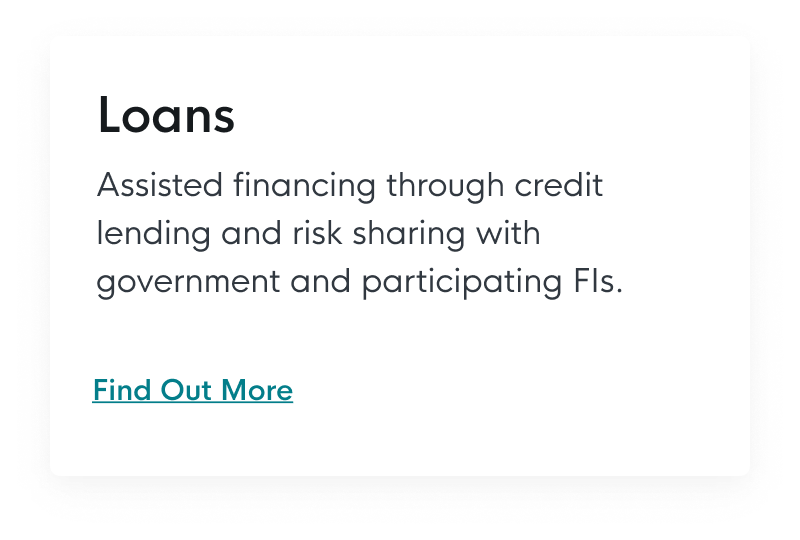 Loans
Assisted financing through credit
lending and risk sharing with
government and participating FIs.
Find Out More